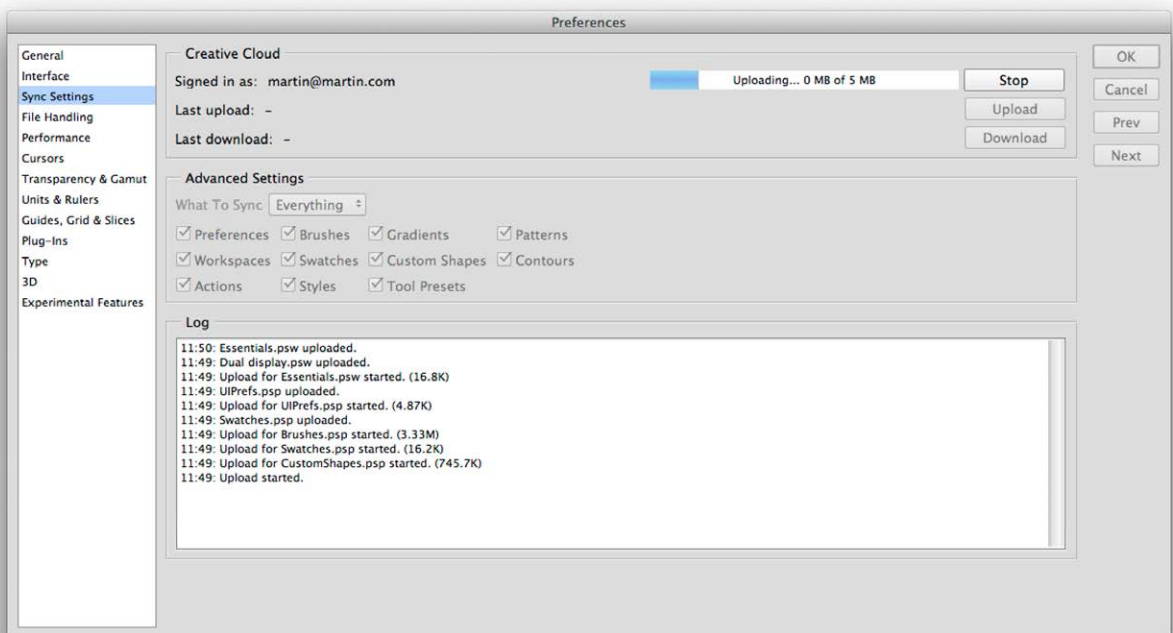 Preferences
General
Interface
Sync Settings
File Handling
Performance
Cursors
Transparency & Gamut
Units & Rulers
Guides, Grid & Slices
Plug-Ins
Type
3D
Experimental Features
Creative Cloud
Signed in as: martin@martin.com
Uploading... 0 MB of 5 MB
Stop
Last upload: -
Upload
Last download: -
Download
Advanced Settings
What To Sync Everything
Preferences Brushes Gradients Patterns
Workspaces Swatches Custom Shapes Contours
Actions Styles Tool Presets
Log
11:50: Essentials.psw uploaded.
11:49: Dual display.psw uploaded.
11:49: Upload for Essentials.psw started. (16.8K)
11:49: UIPrefs.psp uploaded.
11:49: Upload for UIPrefs.psp started. (4.87K)
11:49: Swatches.psp uploaded.
11:49: Upload for Brushes.psp started. (3.33M)
11:49: Upload for Swatches.psp started. (16.2K)
11:49: Upload for CustomShapes.psp started. (745.7K)
11:49: Upload started.
OK
Cancel
Prev
Next